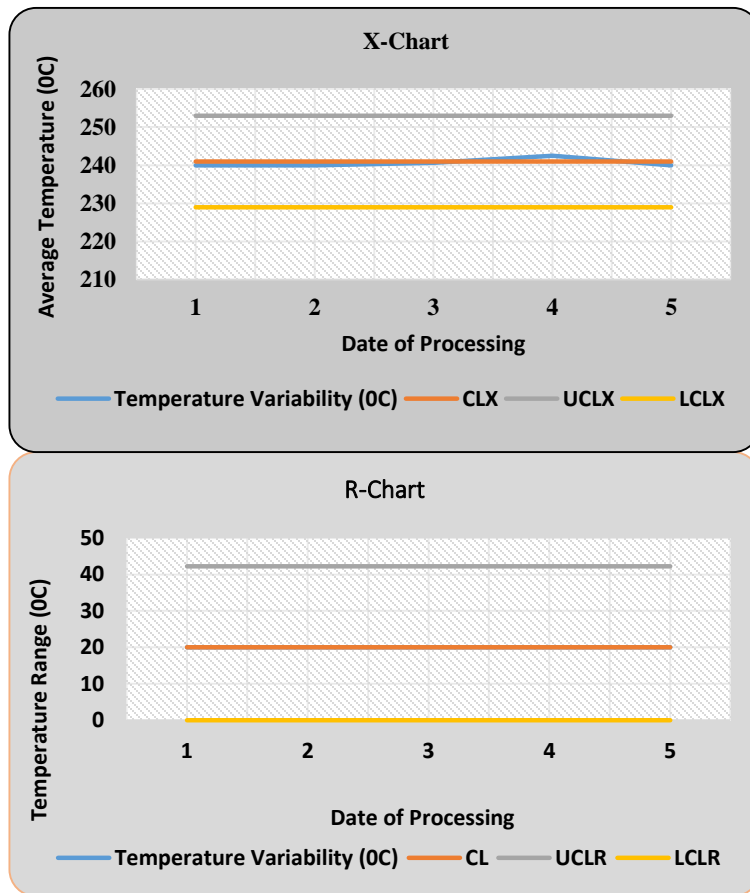 X-Chart
Average Temperature (0C)
260
250
240
230
220
210
1 2 3 4 5
Date of Processing
Temperature Variability (0C) CLX UCLX LCLX
R-Chart
Temperature Range (0C)
50
40
30
20
10
0
1 2 3 4 5
Date of Processing
Temperature Variability (0C) CL UCLR LCLR